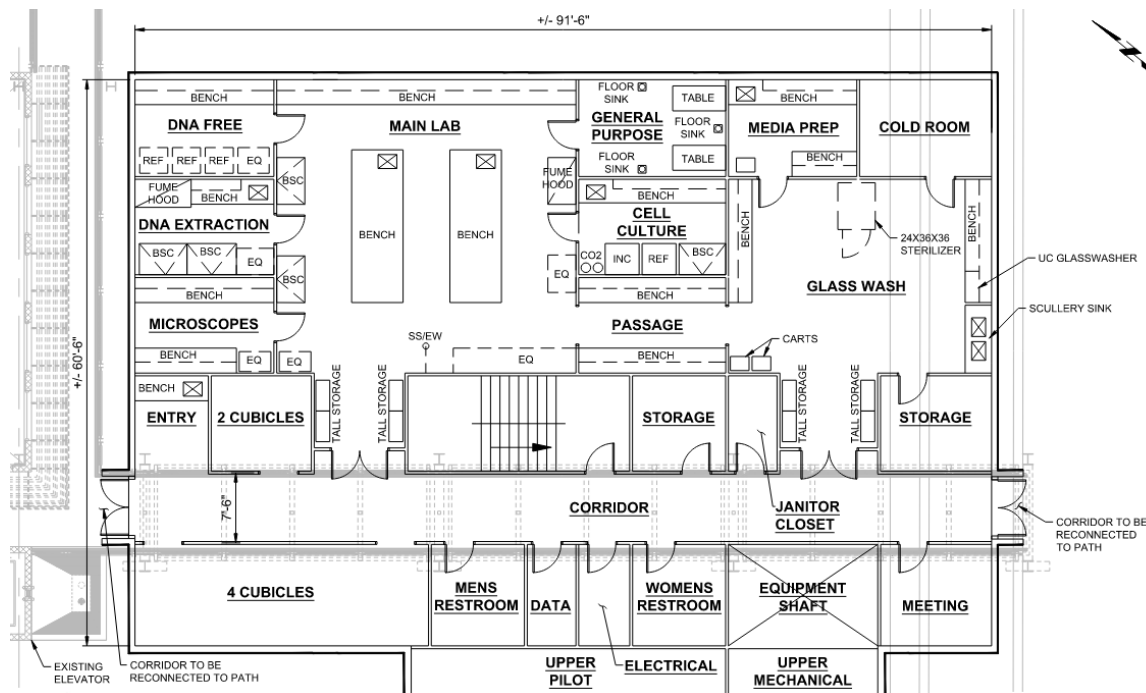 +/- 91'-6"
BENCH
BENCH
FLOOR
SINK
TABLE
BENCH
DNA FREE
MAIN LAB
GENERAL
PURPOSE
FLOOR
SINK
MEDIA PREP
COLD ROOM
REF
REF
REF
EQ
FLOOR
SINK
TABLE
BENCH
BSC
FUME
HOOD
FUME
HOOD
BENCH
BENCH
DNA EXTRACTION
CELL
CULTURE
BENCH
BENCH
BENCH
BENCH
24X36X36
STERILIZER
BSC
BSC
EQ
CO2
INC
REF
BSC
UC GLASSWASHER
BSC
EQ
BENCH
BENCH
GLASS WASH
SCULLERY SINK
MICROSCOPES
PASSAGE
SS/EW
CARTS
BENCH
EQ
EQ
EQ
BENCH
+/- 60'-6"
BENCH
ENTRY
2 CUBICLES
TALL STORAGE
TALL STORAGE
STORAGE
TALL STORAGE
TALL STORAGE
STORAGE
7'-6"
CORRIDOR
JANITOR
CLOSET
CORRIDOR TO BE
RECONNECTED
TO PATH
4 CUBICLES
MENS
RESTROOM
DATA
WOMENS
RESTROOM
EQUIPMENT
SHAFT
MEETING
EXISTING
ELEVATOR
CORRIDOR TO BE
RECONNECTED TO PATH
UPPER
PILOT
ELECTRICAL
UPPER
MECHANICAL